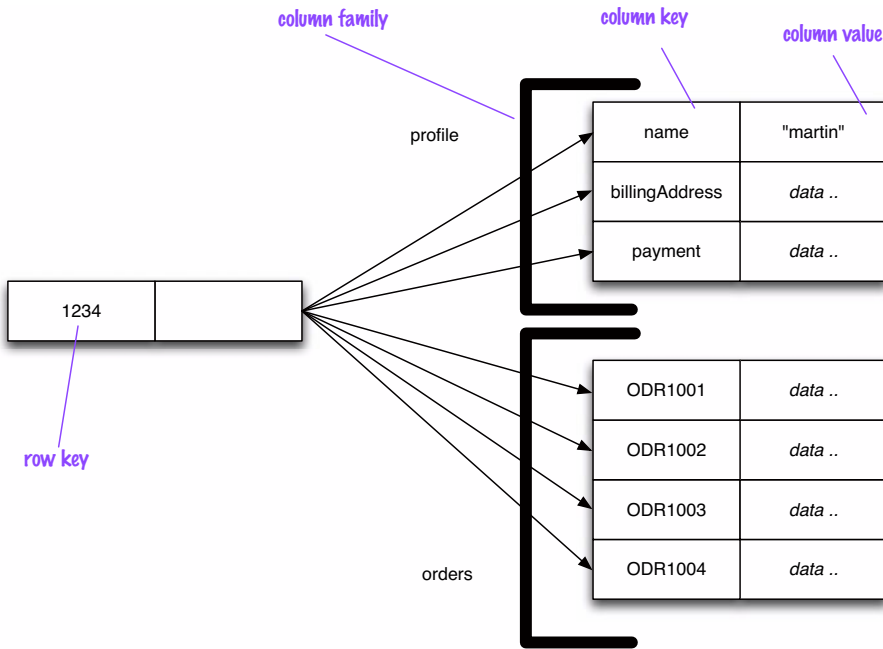 column family
column key
column value
profile
name
"martin"
billingAddress
data ..
payment
data ..
1234
row key
ODR1001
data ..
ODR1002
data ..
ODR1003
data ..
ODR1004
data ..
orders